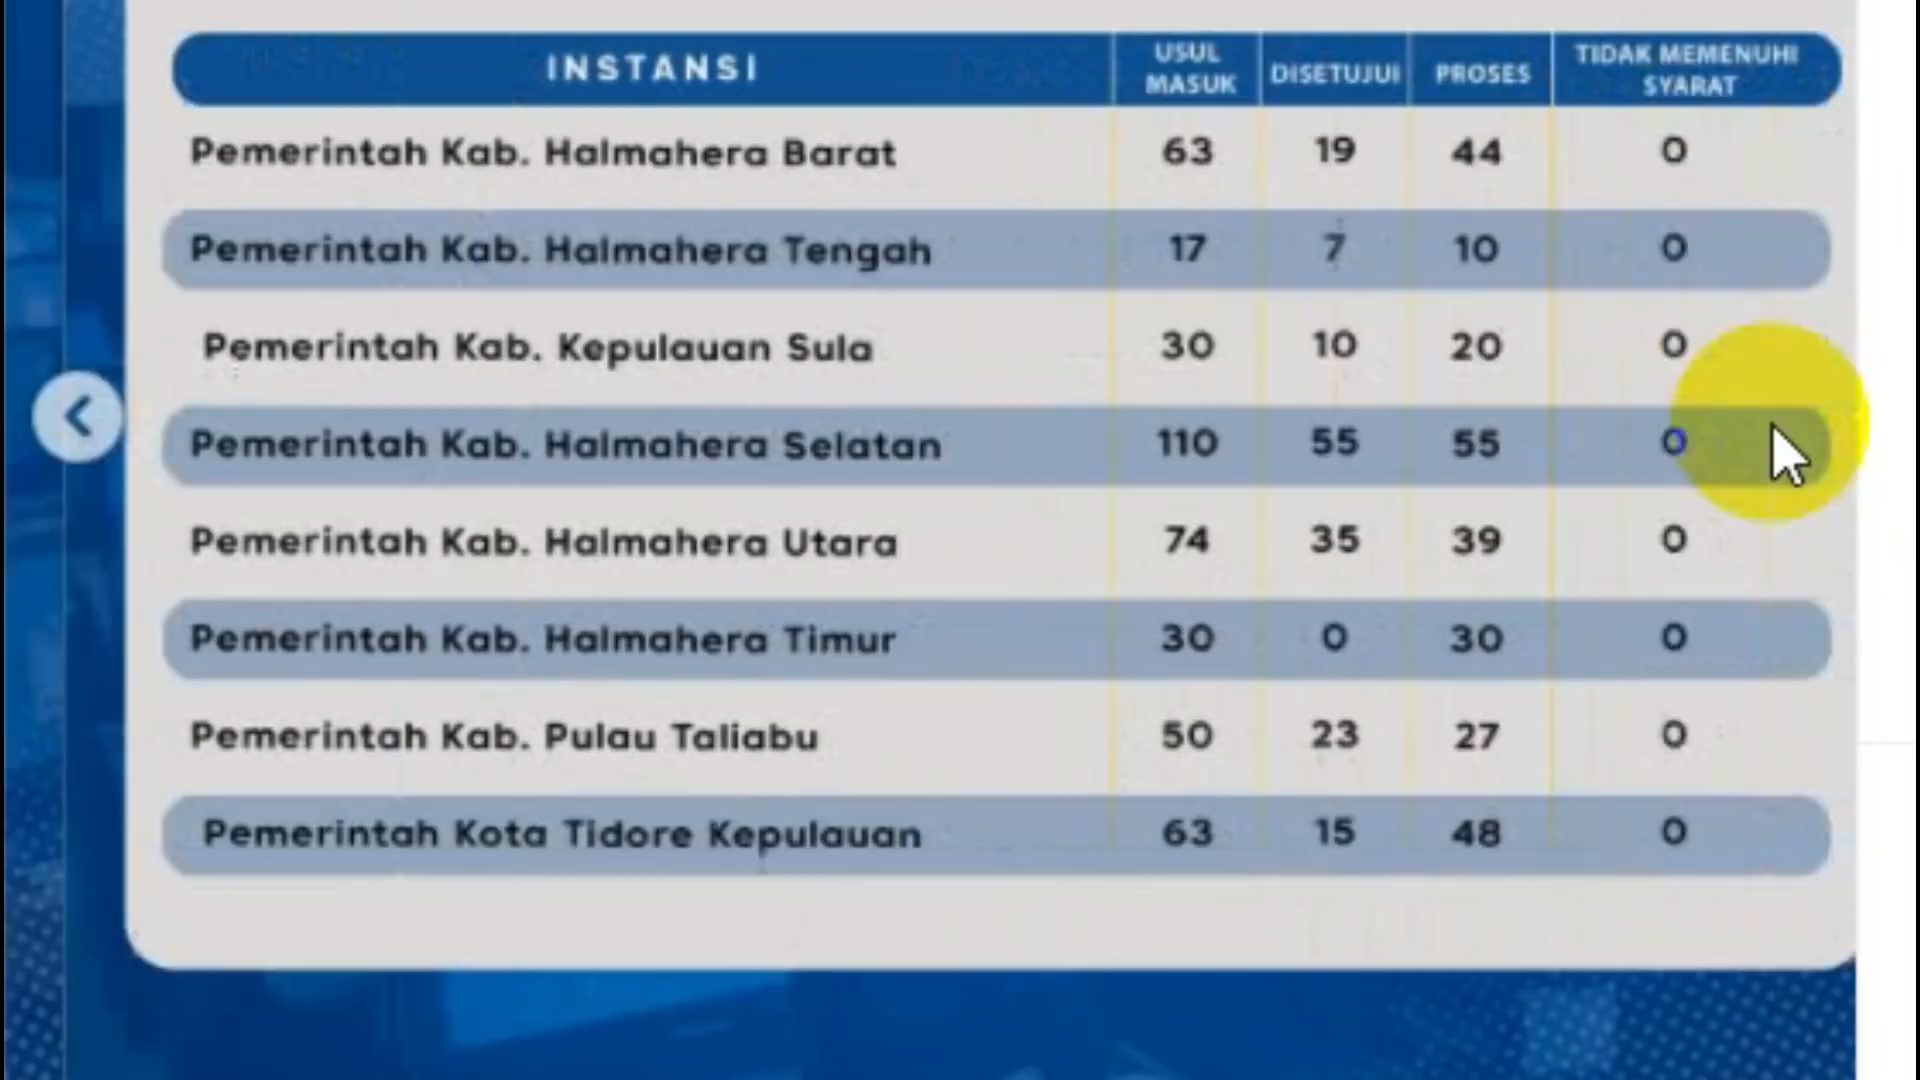 INSTANSI USUL MASUK DISETUJUI PROSES TIDAK MEMENUHI SYARAT
Pemerintah Kab. Halmahera Barat 63 19 44 0
Pemerintah Kab. Halmahera Tengah 17 7 10 0
Pemerintah Kab. Kepulauan Sula 30 10 20 0
Pemerintah Kab. Halmahera Selatan 110 55 55 0
Pemerintah Kab. Halmahera Utara 74 35 39 0
Pemerintah Kab. Halmahera Timur 30 0 30 0
Pemerintah Kab. Pulau Taliabu 50 23 27 0
Pemerintah Kota Tidore Kepulauan 63 15 48 0